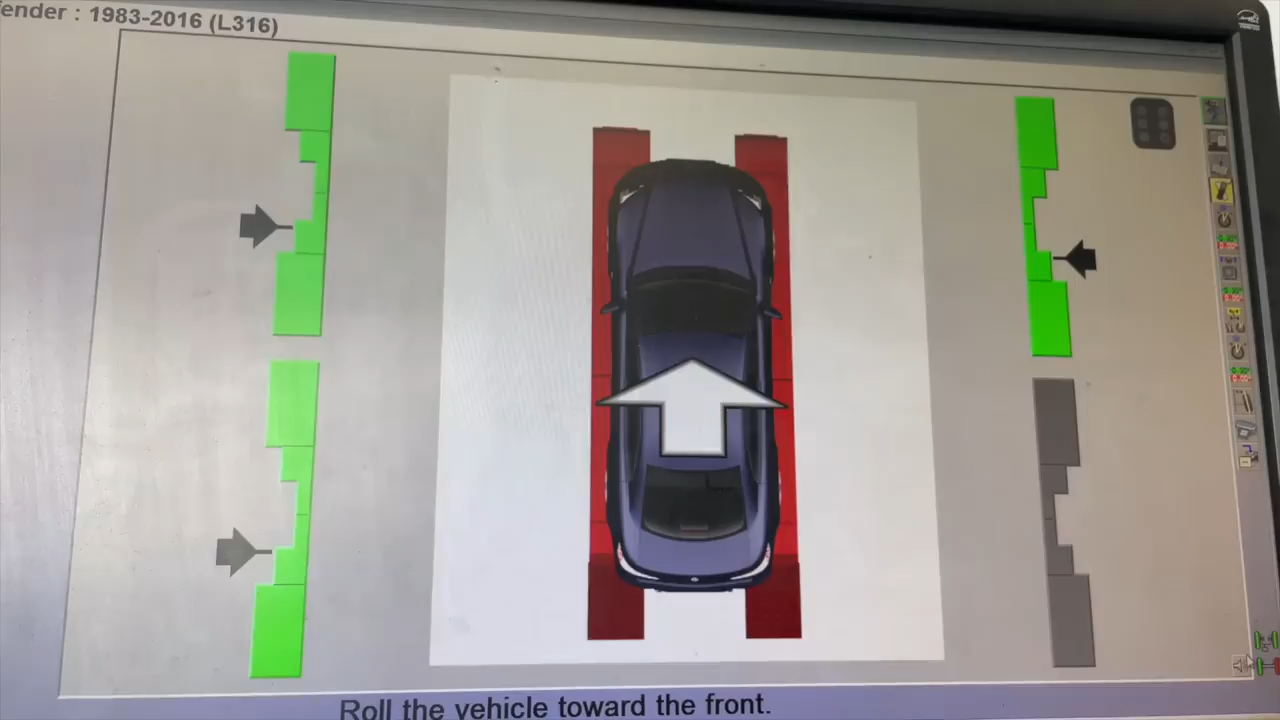 ender : 1983-2016 (L316)
Roll the vehicle toward the front.